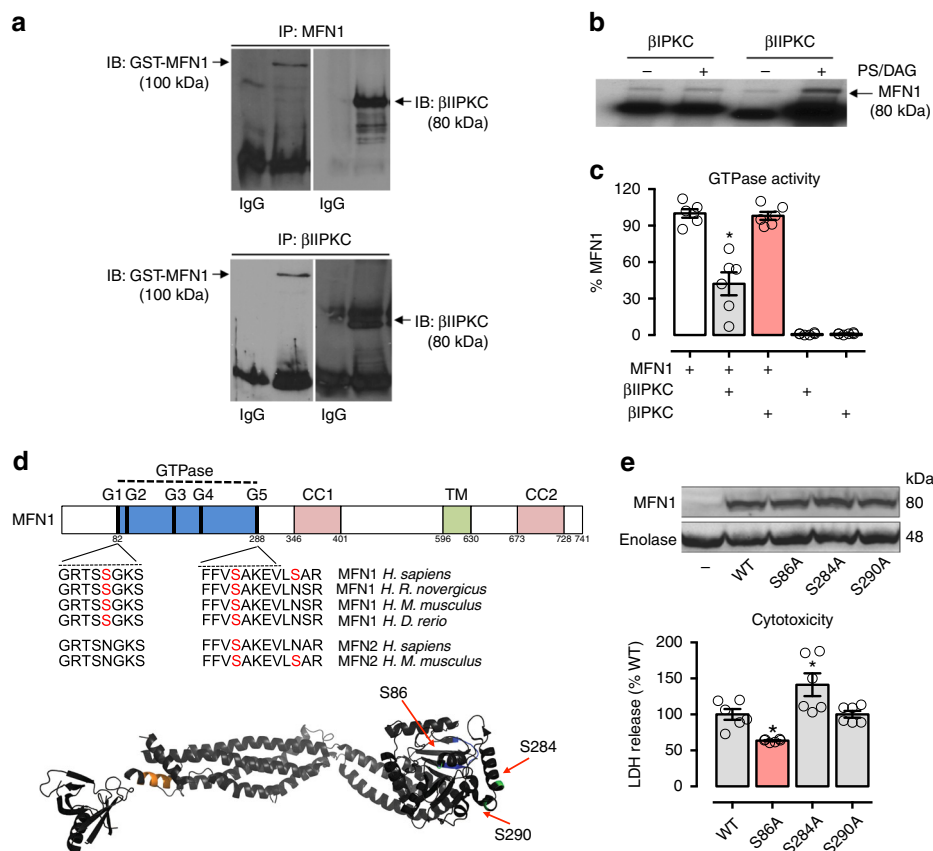 a
IP: MFN1
IB: GST-MFN1
(100 kDa)
IB: βIIPKC
(80 kDa)
IgG
IgG
IP: βIIPKC
IB: GST-MFN1
(100 kDa)
IB: βIIPKC
(80 kDa)
IgG
IgG
b
βIPKC
βIIPKC
− + − + PS/DAG
MFN1
(80 kDa)
c
GTPase activity
120
90
60
30
0
% MFN1
*
MFN1 + + +
βIIPKC + +
βIPKC + +
d
GTPase
G1 G2 G3 G4 G5 CC1 TM CC2
MFN1
82 288 346 401 596 630 673 728 741
GRTSSGKS FFVSAKEVLSAR MFN1 H. sapiens
GRTSSGKS FFVSAKEVLNSR MFN1 H. R. novergicus
GRTSSGKS FFVSAKEVLNSR MFN1 H. M. musculus
GRTSSGKS FFVSAKEVLNSR MFN1 H. D. rerio
GRTSNGKS FFVSAKEVLNAR MFN2 H. sapiens
GRTSNGKS FFVSAKEVLSAR MFN2 H. M. musculus
S86
S284
S290
e
kDa
MFN1 80
Enolase 48
− WT S86A S284A S290A
Cytotoxicity
200
150
100
50
0
LDH release (% WT)
*
*
WT S86A S284A S290A